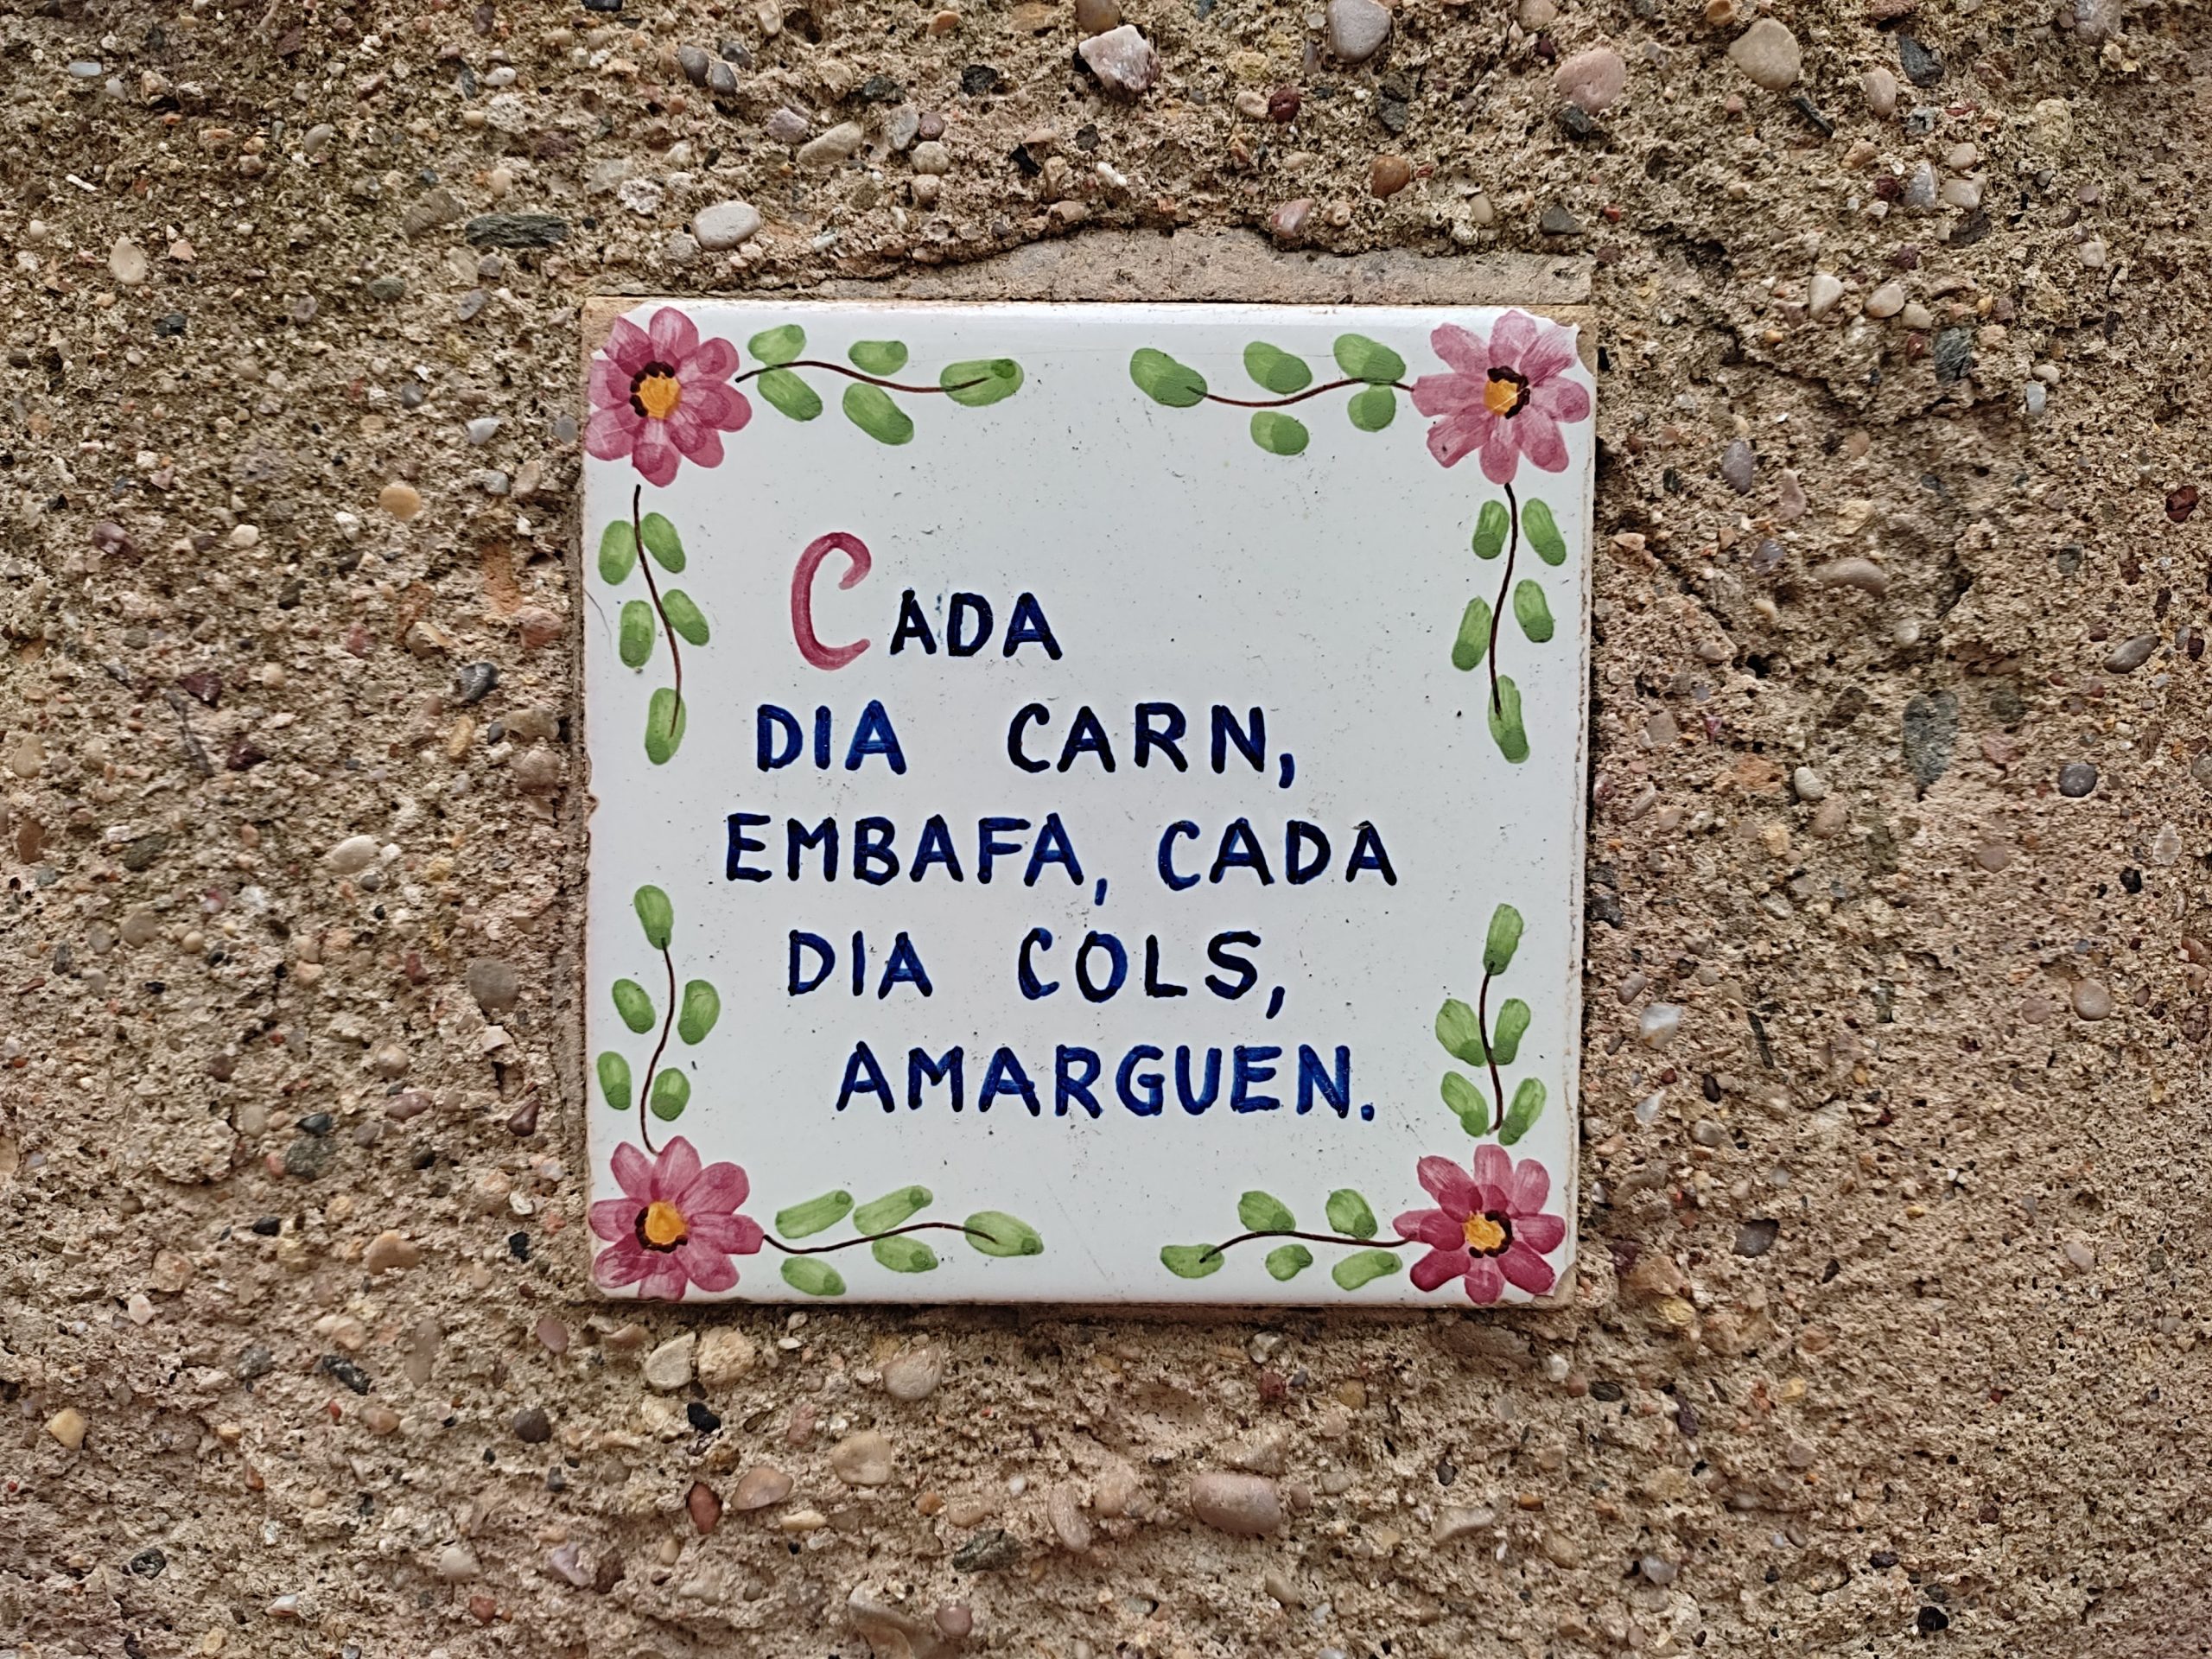 CADA
DIA CARN,
EMBAFA, CADA
DIA COLS,
AMARGUEN.